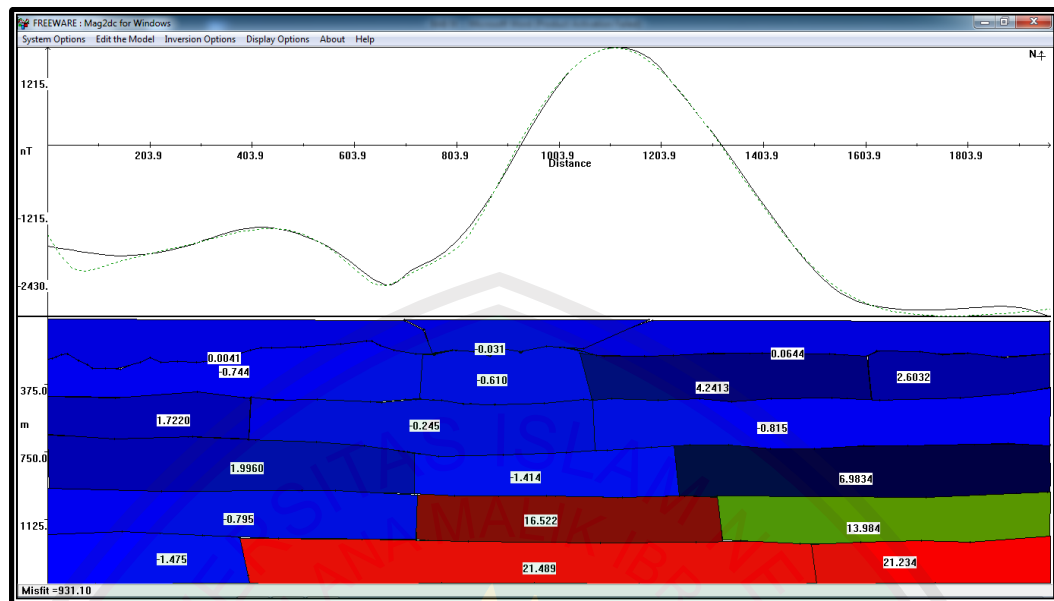 FREEWARE : Mag2dc for Windows
System Options Edit the Model Inversion Options Display Options About Help
N
1215.
nT
203.9 403.9 603.9 803.9 1003.9 1203.9 1403.9 1603.9 1803.9
Distance
-1215.
-2430.
-0.031
0.0041 0.0644
-0.744 -0.610 2.6032
375.0 4.2413
1.7220 -0.245 -0.815
m
750.0
1.9960 -1.414 6.9834
1125.
-0.795 16.522 13.984
-1.475 21.489 21.234
Misfit =931.10